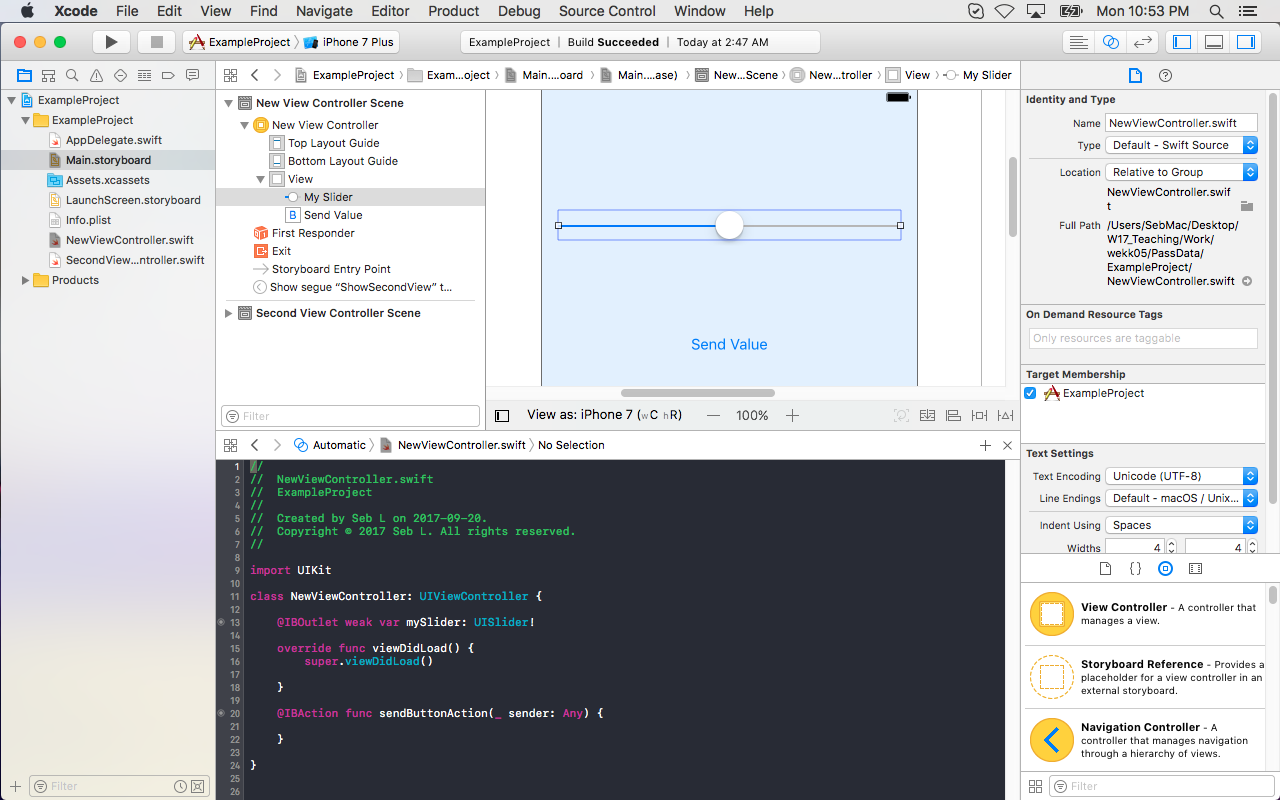 Xcode File Edit View Find Navigate Editor Product Debug Source Control Window Help Mon 10:53 PM
ExampleProject iPhone 7 Plus ExampleProject | Build Succeeded | Today at 2:47 AM
ExampleProject
ExampleProject
AppDelegate.swift
Main.storyboard
Assets.xcassets
LaunchScreen.storyboard
Info.plist
NewViewController.swift
SecondView...ntroller.swift
Products
Filter
ExampleProject Exam...oject Main....oard Main....ase) New...Scene New...troller View My Slider
New View Controller Scene
New View Controller
Top Layout Guide
Bottom Layout Guide
View
My Slider
B Send Value
First Responder
Exit
Storyboard Entry Point
Show segue “ShowSecondView” t...
Second View Controller Scene
Filter
Send Value
View as: iPhone 7 (wC hR) — 100% +
Automatic NewViewController.swift No Selection
1 //
2 //  NewViewController.swift
3 //  ExampleProject
4 //
5 //  Created by Seb L on 2017-09-20.
6 //  Copyright © 2017 Seb L. All rights reserved.
7 //
8
9 import UIKit
10
11 class NewViewController: UIViewController {
12
13     @IBOutlet weak var mySlider: UISlider!
14
15     override func viewDidLoad() {
16         super.viewDidLoad()
17
18     }
19
20     @IBAction func sendButtonAction(_ sender: Any) {
21
22     }
23
24 }
25
26
Identity and Type
Name NewViewController.swift
Type Default - Swift Source
Location Relative to Group
NewViewController.swif
t
Full Path /Users/SebMac/Desktop/
W17_Teaching/Work/
wekk05/PassData/
ExampleProject/
NewViewController.swift
On Demand Resource Tags
Only resources are taggable
Target Membership
ExampleProject
Text Settings
Text Encoding Unicode (UTF-8)
Line Endings Default - macOS / Unix...
Indent Using Spaces
Widths 4 4
{}
View Controller - A controller that
manages a view.
Storyboard Reference - Provides a
placeholder for a view controller in an
external storyboard.
Navigation Controller - A
controller that manages navigation
through a hierarchy of views.
Filter